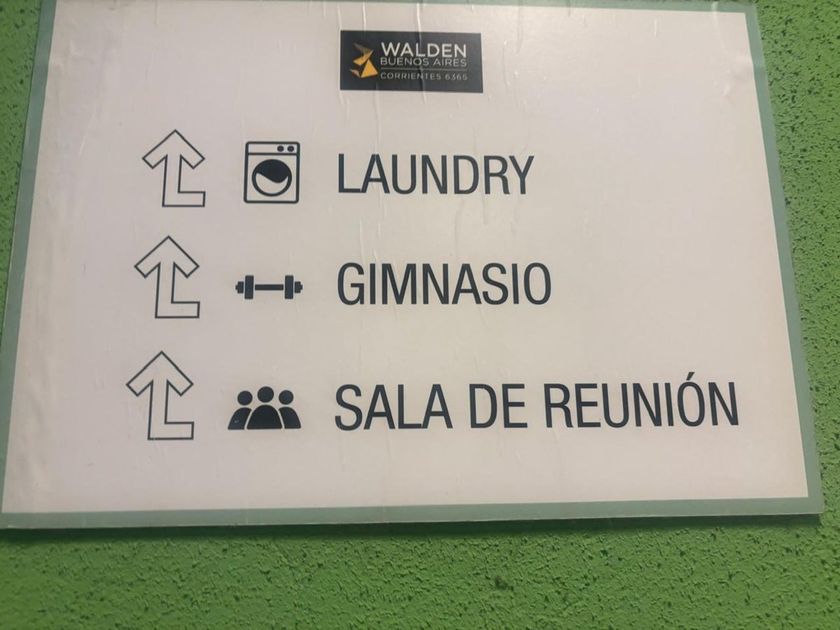 WALDEN
BUENOS AIRES
CORRIENTES 6365
LAUNDRY
GIMNASIO
SALA DE REUNIÓN